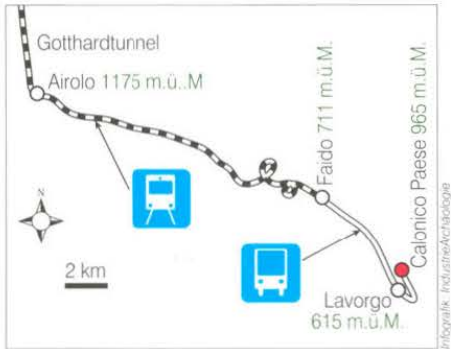 Gotthardtunnel
Airolo 1175 m.ü..M
Faido 711 m.ü.M.
Calonico Paese 965 m.ü.M.
N
2 km
Lavorgo
615 m.ü.M.
Infografik IndustrieArchäologie